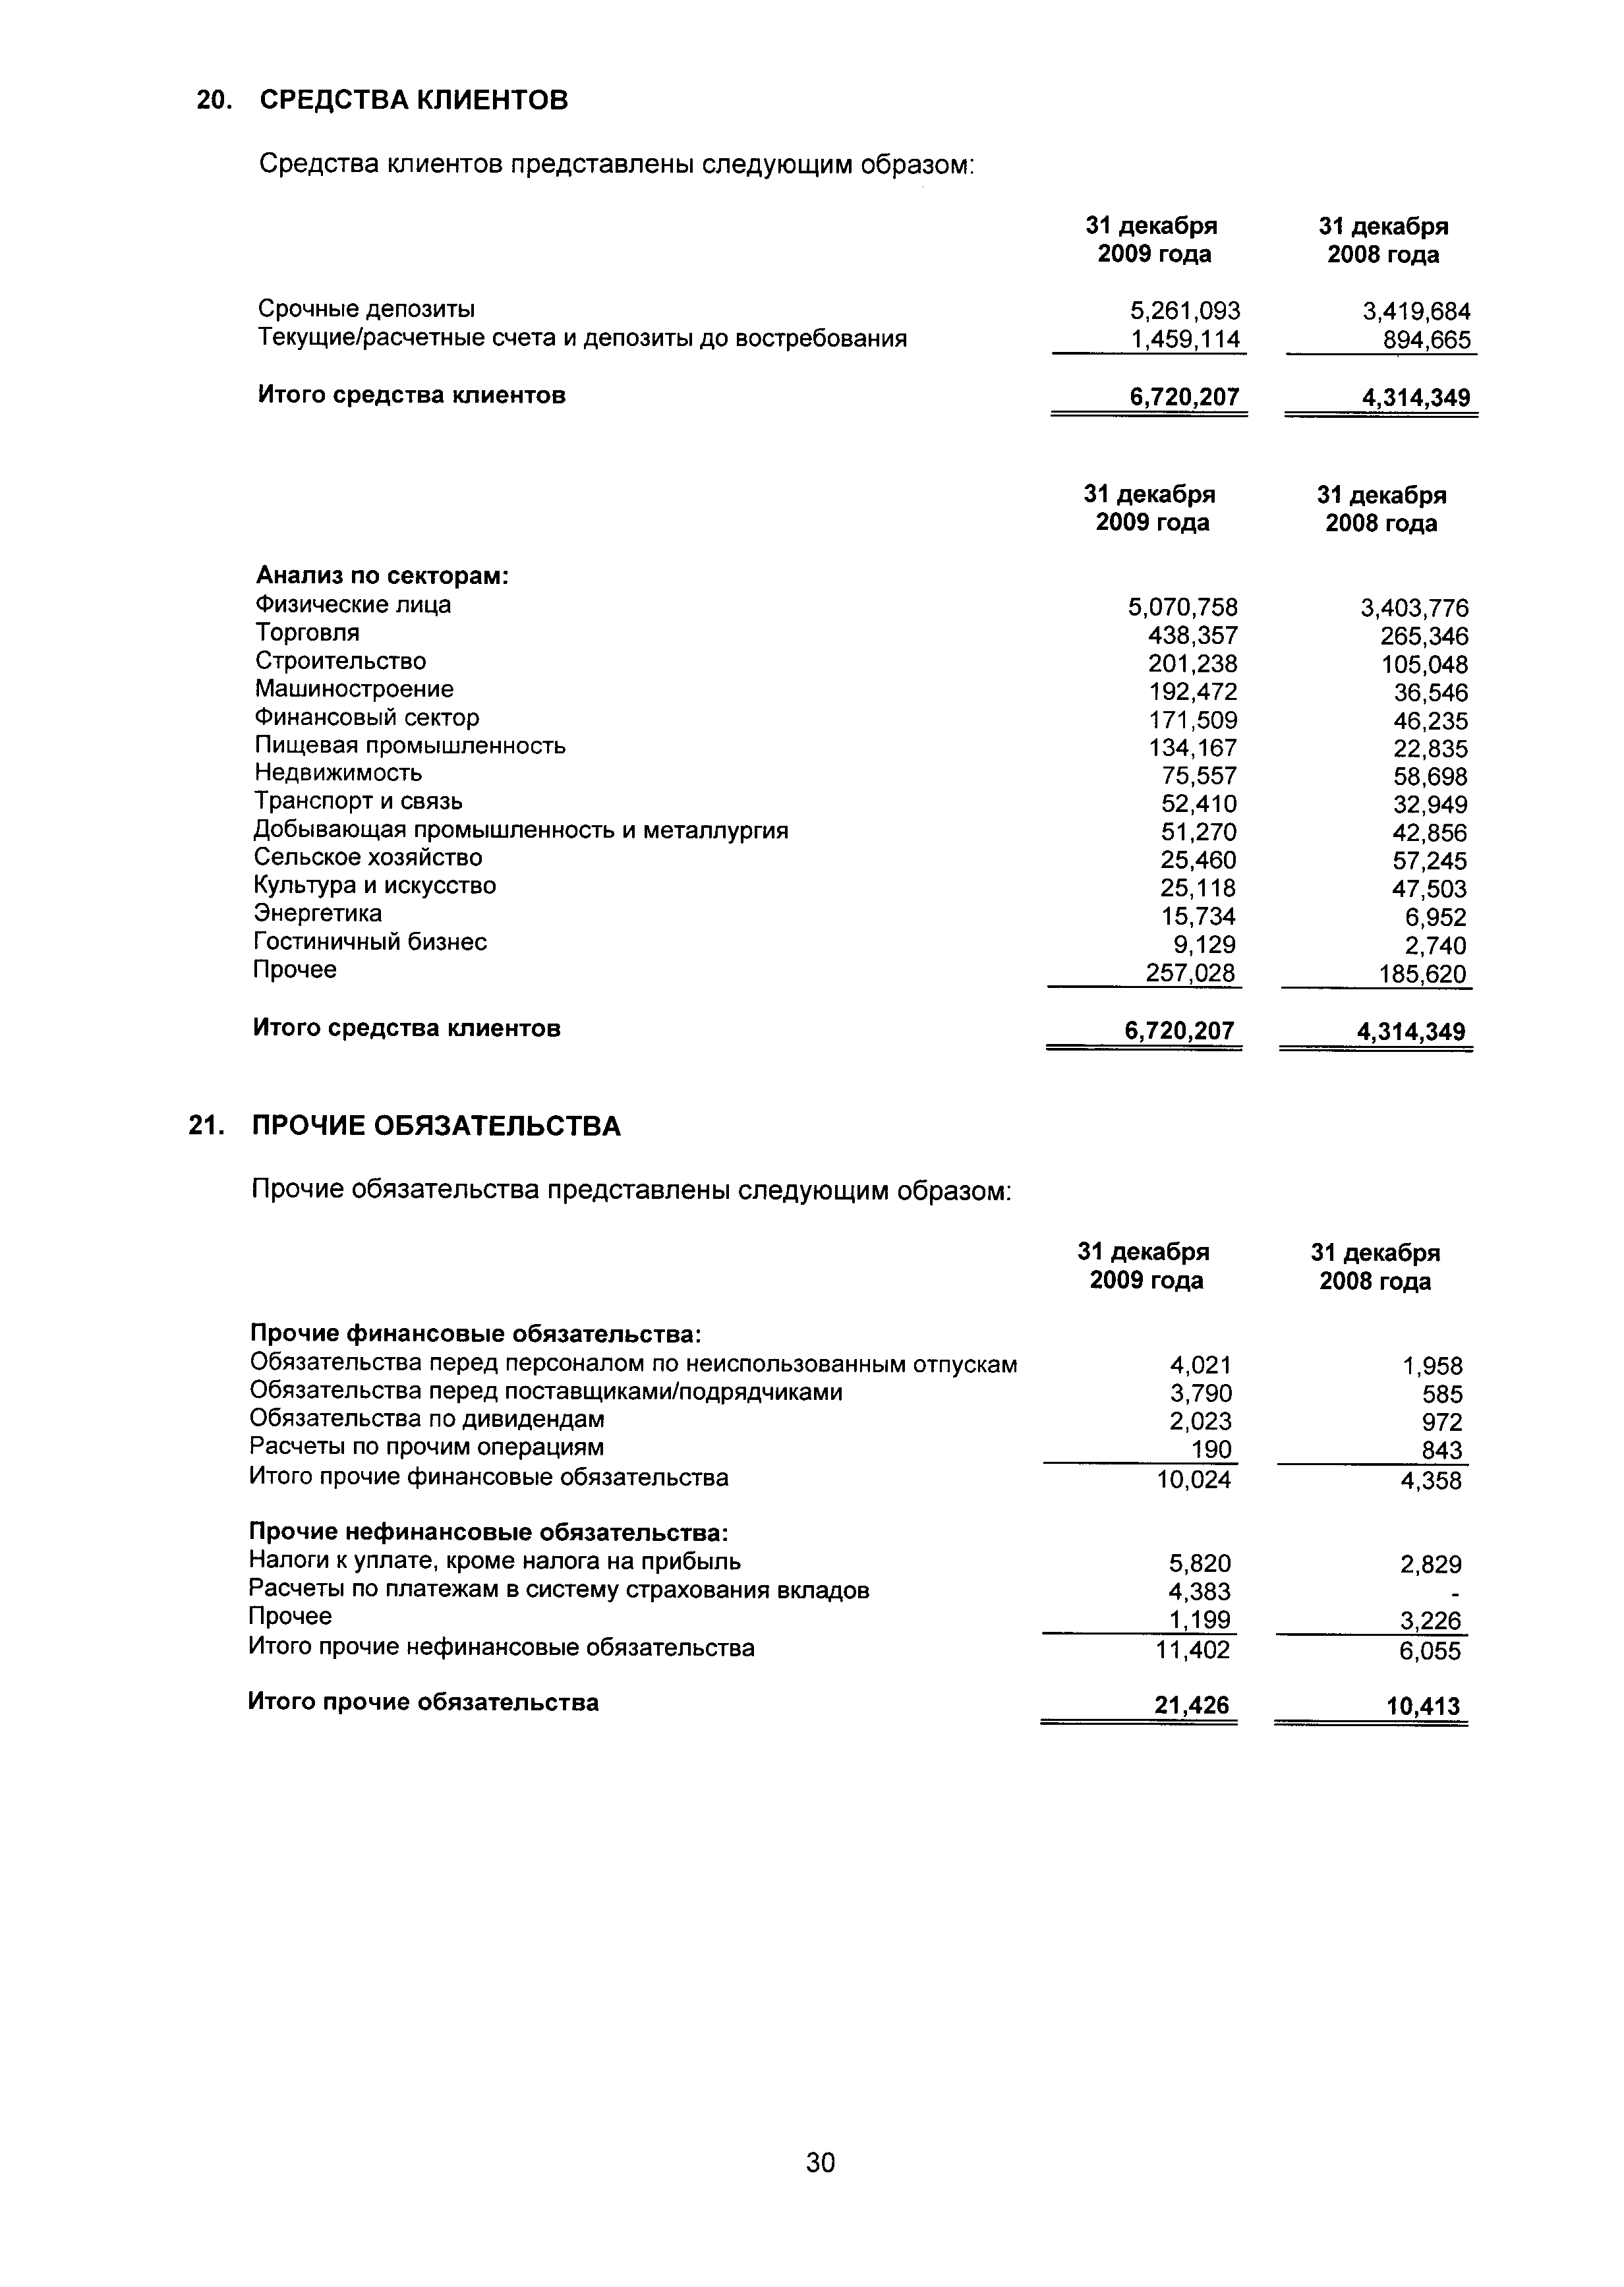 20. СРЕДСТВА КЛИЕНТОВ
Средства клиентов представлены следующим образом:
31 декабря 31 декабря
2009 года 2008 года
Срочные депозиты 5,261,093 3,419,684
Текущие/расчетные счета и депозиты до востребования 1,459,114 894,665
Итого средства клиентов 6,720,207 4,314,349
31 декабря 31 декабря
2009 года 2008 года
Анализ по секторам:
Физические лица 5,070,758 3,403,776
Торговля 438,357 265,346
Строительство 201,238 105,048
Машиностроение 192,472 36,546
Финансовый сектор 171,509 46,235
Пищевая промышленность 134,167 22,835
Недвижимость 75,557 58,698
Транспорт и связь 52,410 32,949
Добывающая промышленность и металлургия 51,270 42,856
Сельское хозяйство 25,460 57,245
Культура и искусство 25,118 47,503
Энергетика 15,734 6,952
Гостиничный бизнес 9,129 2,740
Прочее 257,028 185,620
Итого средства клиентов 6,720,207 4,314,349
21. ПРОЧИЕ ОБЯЗАТЕЛЬСТВА
Прочие обязательства представлены следующим образом:
31 декабря 31 декабря
2009 года 2008 года
Прочие финансовые обязательства:
Обязательства перед персоналом по неиспользованным отпускам 4,021 1,958
Обязательства перед поставщиками/подрядчиками 3,790 585
Обязательства по дивидендам 2,023 972
Расчеты по прочим операциям 190 843
Итого прочие финансовые обязательства 10,024 4,358
Прочие нефинансовые обязательства:
Налоги к уплате, кроме налога на прибыль 5,820 2,829
Расчеты по платежам в систему страхования вкладов 4,383 -
Прочее 1,199 3,226
Итого прочие нефинансовые обязательства 11,402 6,055
Итого прочие обязательства 21,426 10,413
30